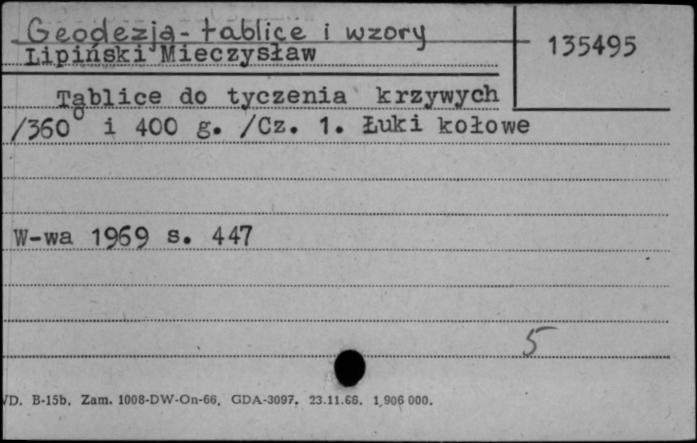 Geodezja - tablice i wzory
Lipiński Mieczysław
135495
Tablice do tyczenia krzywych
/360° i 400 g. /Cz. 1. Łuki kołowe
W-wa 1969 s. 447
5
D. B-15b. Zam. 1008-DW-On-66. GDA-3097. 23.11.66. 1.906 000.